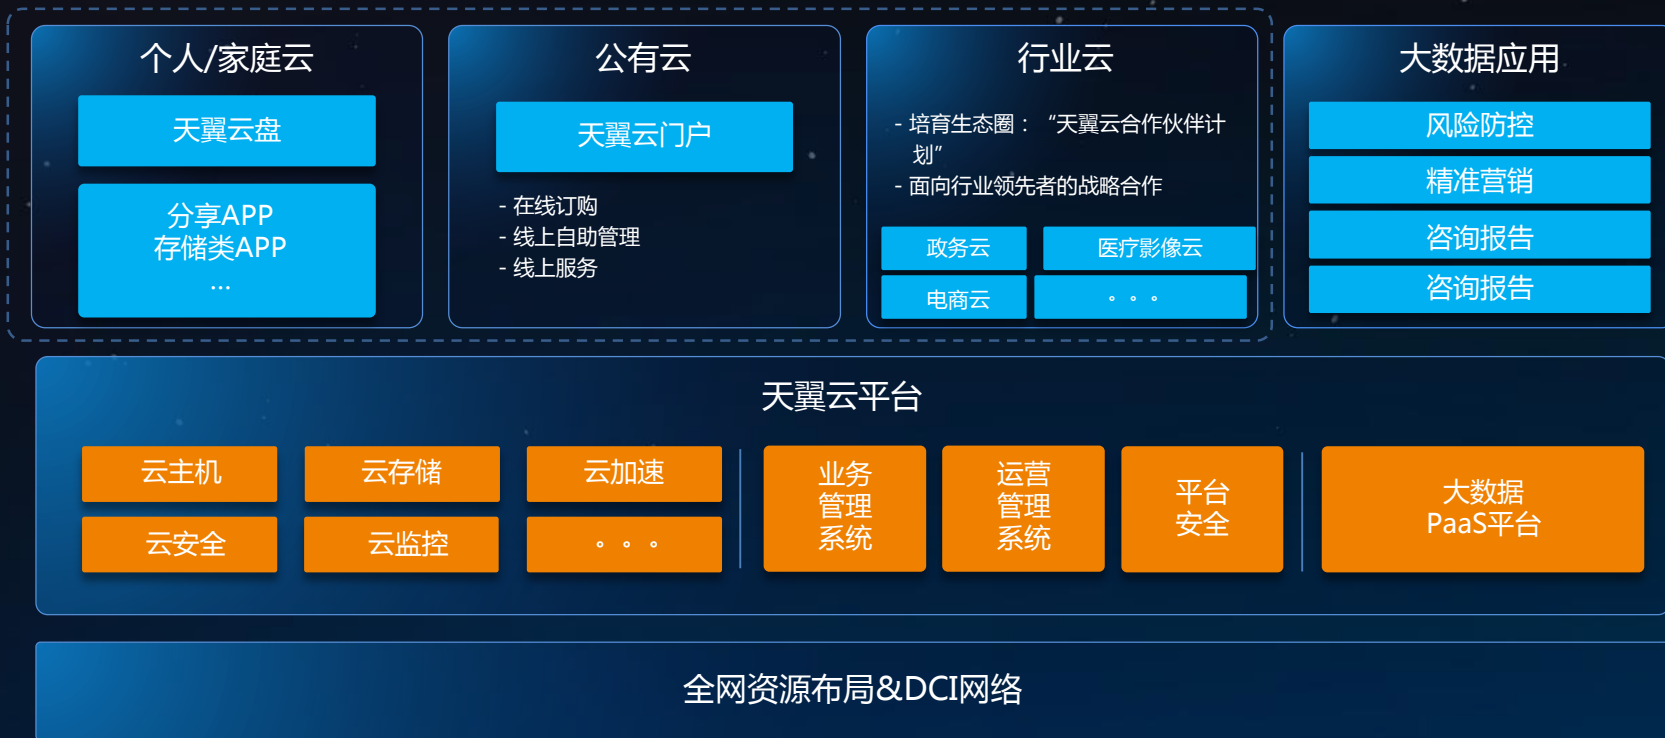 个人/家庭云
天翼云盘
分享APP
存储类APP
...
公有云
天翼云门户
- 在线订购
- 线上自助管理
- 线上服务
行业云
- 培育生态圈：“天翼云合作伙伴计
划”
- 面向行业领先者的战略合作
政务云
医疗影像云
电商云
。。。
大数据应用
风险防控
精准营销
咨询报告
咨询报告
天翼云平台
云主机
云存储
云加速
云安全
云监控
。。。
业务
管理
系统
运营
管理
系统
平台
安全
大数据
PaaS平台
全网资源布局&DCI网络